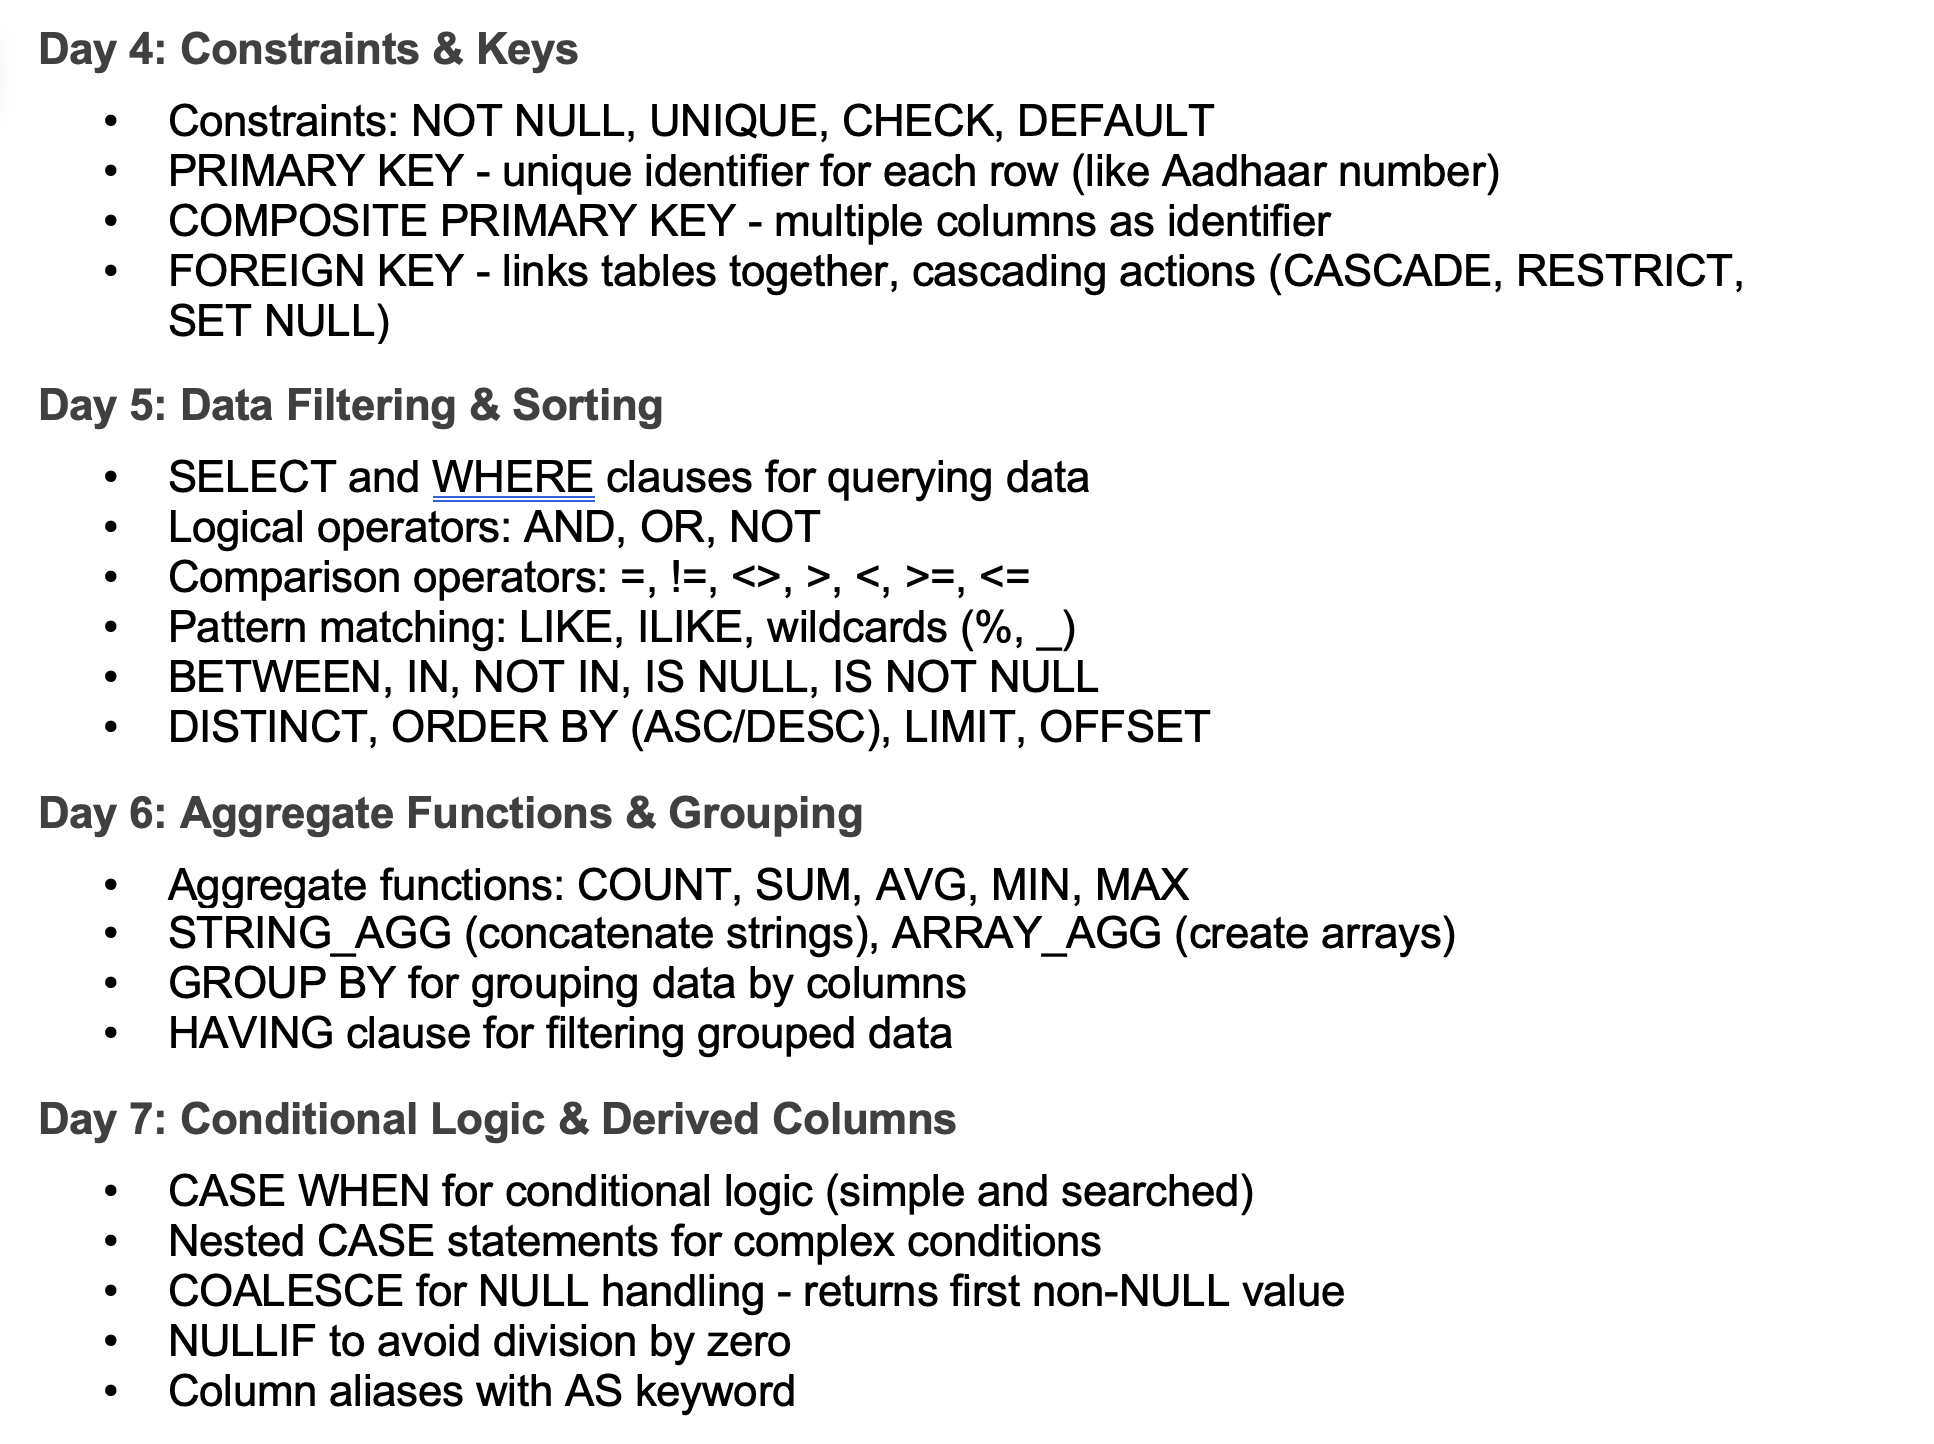 Day 4: Constraints & Keys
• Constraints: NOT NULL, UNIQUE, CHECK, DEFAULT
• PRIMARY KEY - unique identifier for each row (like Aadhaar number)
• COMPOSITE PRIMARY KEY - multiple columns as identifier
• FOREIGN KEY - links tables together, cascading actions (CASCADE, RESTRICT,
SET NULL)
Day 5: Data Filtering & Sorting
• SELECT and WHERE clauses for querying data
• Logical operators: AND, OR, NOT
• Comparison operators: =, !=, <>, >, <, >=, <=
• Pattern matching: LIKE, ILIKE, wildcards (%, _)
• BETWEEN, IN, NOT IN, IS NULL, IS NOT NULL
• DISTINCT, ORDER BY (ASC/DESC), LIMIT, OFFSET
Day 6: Aggregate Functions & Grouping
• Aggregate functions: COUNT, SUM, AVG, MIN, MAX
• STRING_AGG (concatenate strings), ARRAY_AGG (create arrays)
• GROUP BY for grouping data by columns
• HAVING clause for filtering grouped data
Day 7: Conditional Logic & Derived Columns
• CASE WHEN for conditional logic (simple and searched)
• Nested CASE statements for complex conditions
• COALESCE for NULL handling - returns first non-NULL value
• NULLIF to avoid division by zero
• Column aliases with AS keyword